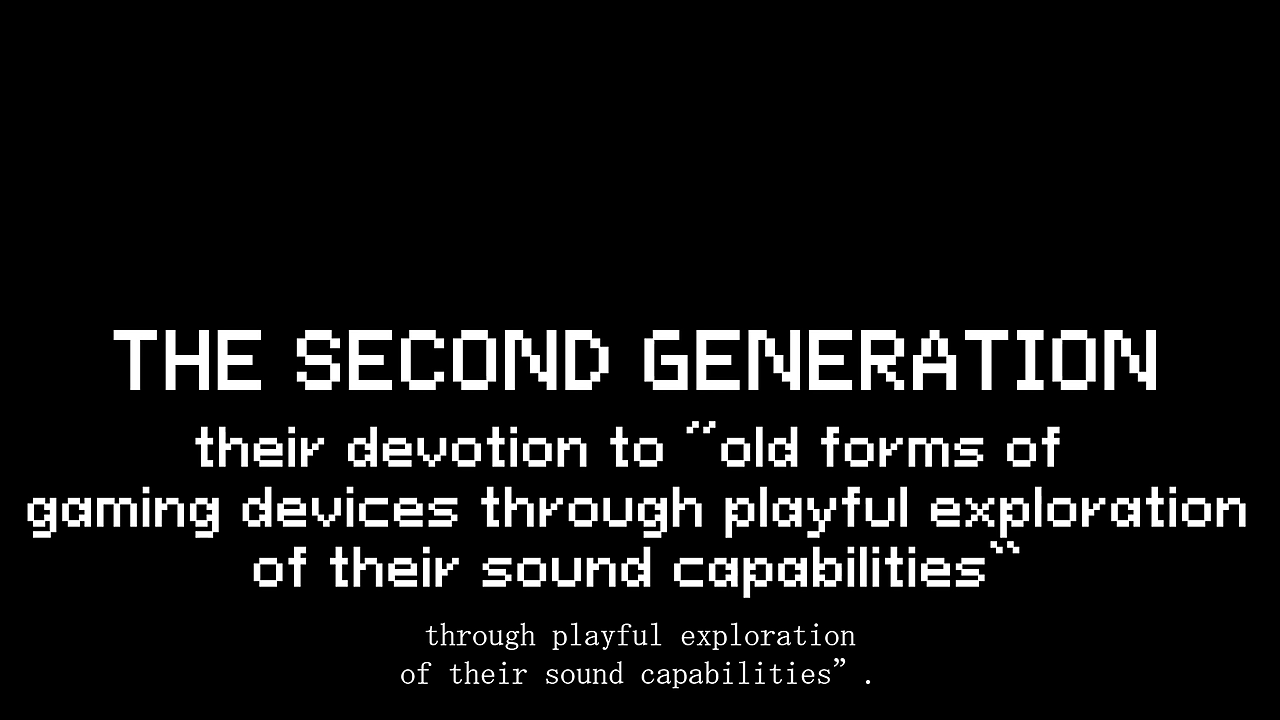 THE SECOND GENERATION
their devotion to ˝old forms of
gaming devices through playful exploration
of their sound capabilities‟
through playful exploration
of their sound capabilities”.